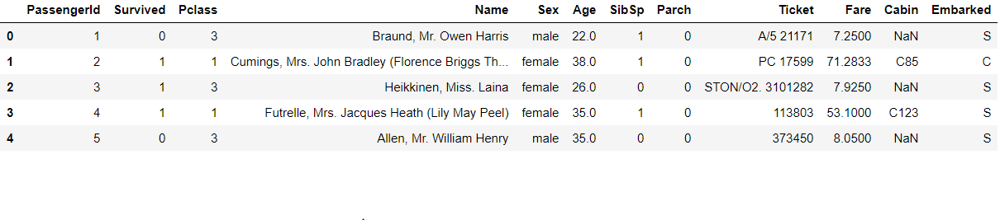 PassengerId Survived Pclass Name Sex Age SibSp Parch Ticket Fare Cabin Embarked
0 1 0 3 Braund, Mr. Owen Harris male 22.0 1 0 A/5 21171 7.2500 NaN S
1 2 1 1 Cumings, Mrs. John Bradley (Florence Briggs Th... female 38.0 1 0 PC 17599 71.2833 C85 C
2 3 1 3 Heikkinen, Miss. Laina female 26.0 0 0 STON/O2. 3101282 7.9250 NaN S
3 4 1 1 Futrelle, Mrs. Jacques Heath (Lily May Peel) female 35.0 1 0 113803 53.1000 C123 S
4 5 0 3 Allen, Mr. William Henry male 35.0 0 0 373450 8.0500 NaN S